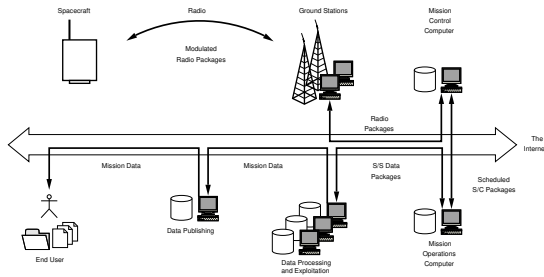 Spacecraft
Radio
Ground Stations
Mission
Control
Computer
Modulated
Radio Packages
Radio
Packages
The
Internet
Mission Data
Mission Data
S/S Data
Packages
Scheduled
S/C Packages
Data Publishing
End User
Data Processing
and Exploitation
Mission
Operations
Computer